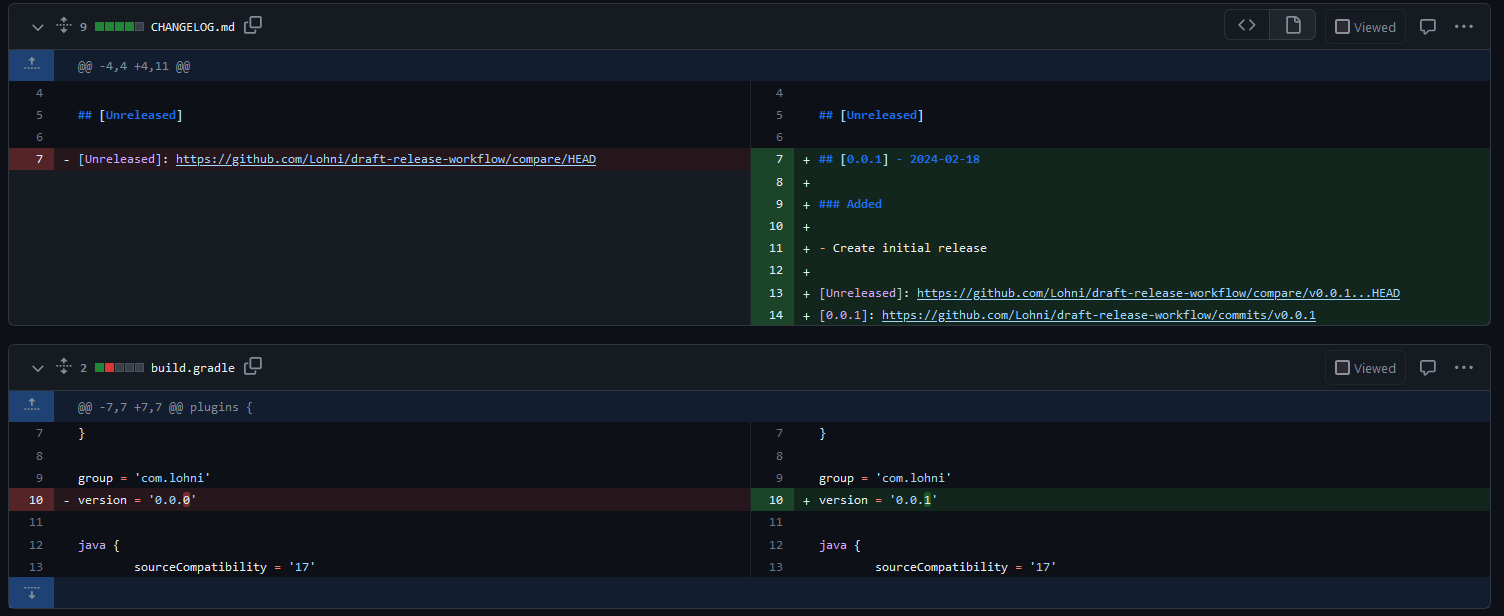 9 CHANGELOG.md Viewed
@@ -4,4 +4,11 @@
4
5 ## [Unreleased]
6
7 - [Unreleased]: https://github.com/Lohni/draft-release-workflow/compare/HEAD
4
5 ## [Unreleased]
6
7 + ## [0.0.1] - 2024-02-18
8 +
9 + ### Added
10 +
11 + - Create initial release
12 +
13 + [Unreleased]: https://github.com/Lohni/draft-release-workflow/compare/v0.0.1...HEAD
14 + [0.0.1]: https://github.com/Lohni/draft-release-workflow/commits/v0.0.1
2 build.gradle Viewed
@@ -7,7 +7,7 @@ plugins {
7 }
8
9 group = 'com.lohni'
10 - version = '0.0.0'
11
12 java {
13 sourceCompatibility = '17'
7 }
8
9 group = 'com.lohni'
10 + version = '0.0.1'
11
12 java {
13 sourceCompatibility = '17'